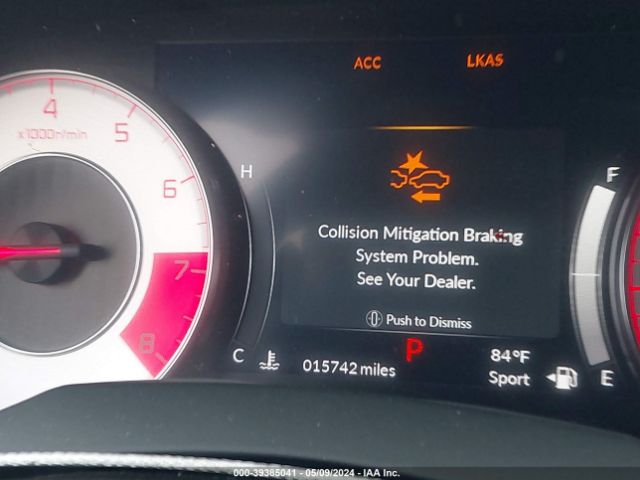 ACC LKAS
4
x1000r/min 5
6
7
8
H
F
Collision Mitigation Braking
System Problem.
See Your Dealer.
Push to Dismiss
C
015742 miles
P
84°F
Sport
E
000-39385041 - 05/09/2024 - IAA Inc.